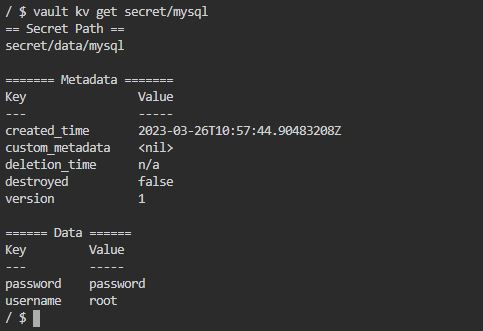 / $ vault kv get secret/mysql
== Secret Path ==
secret/data/mysql

======= Metadata =======
Key                Value
---                -----
created_time       2023-03-26T10:57:44.90483208Z
custom_metadata    <nil>
deletion_time      n/a
destroyed          false
version            1

====== Data ======
Key         Value
---         -----
password    password
username    root
/ $